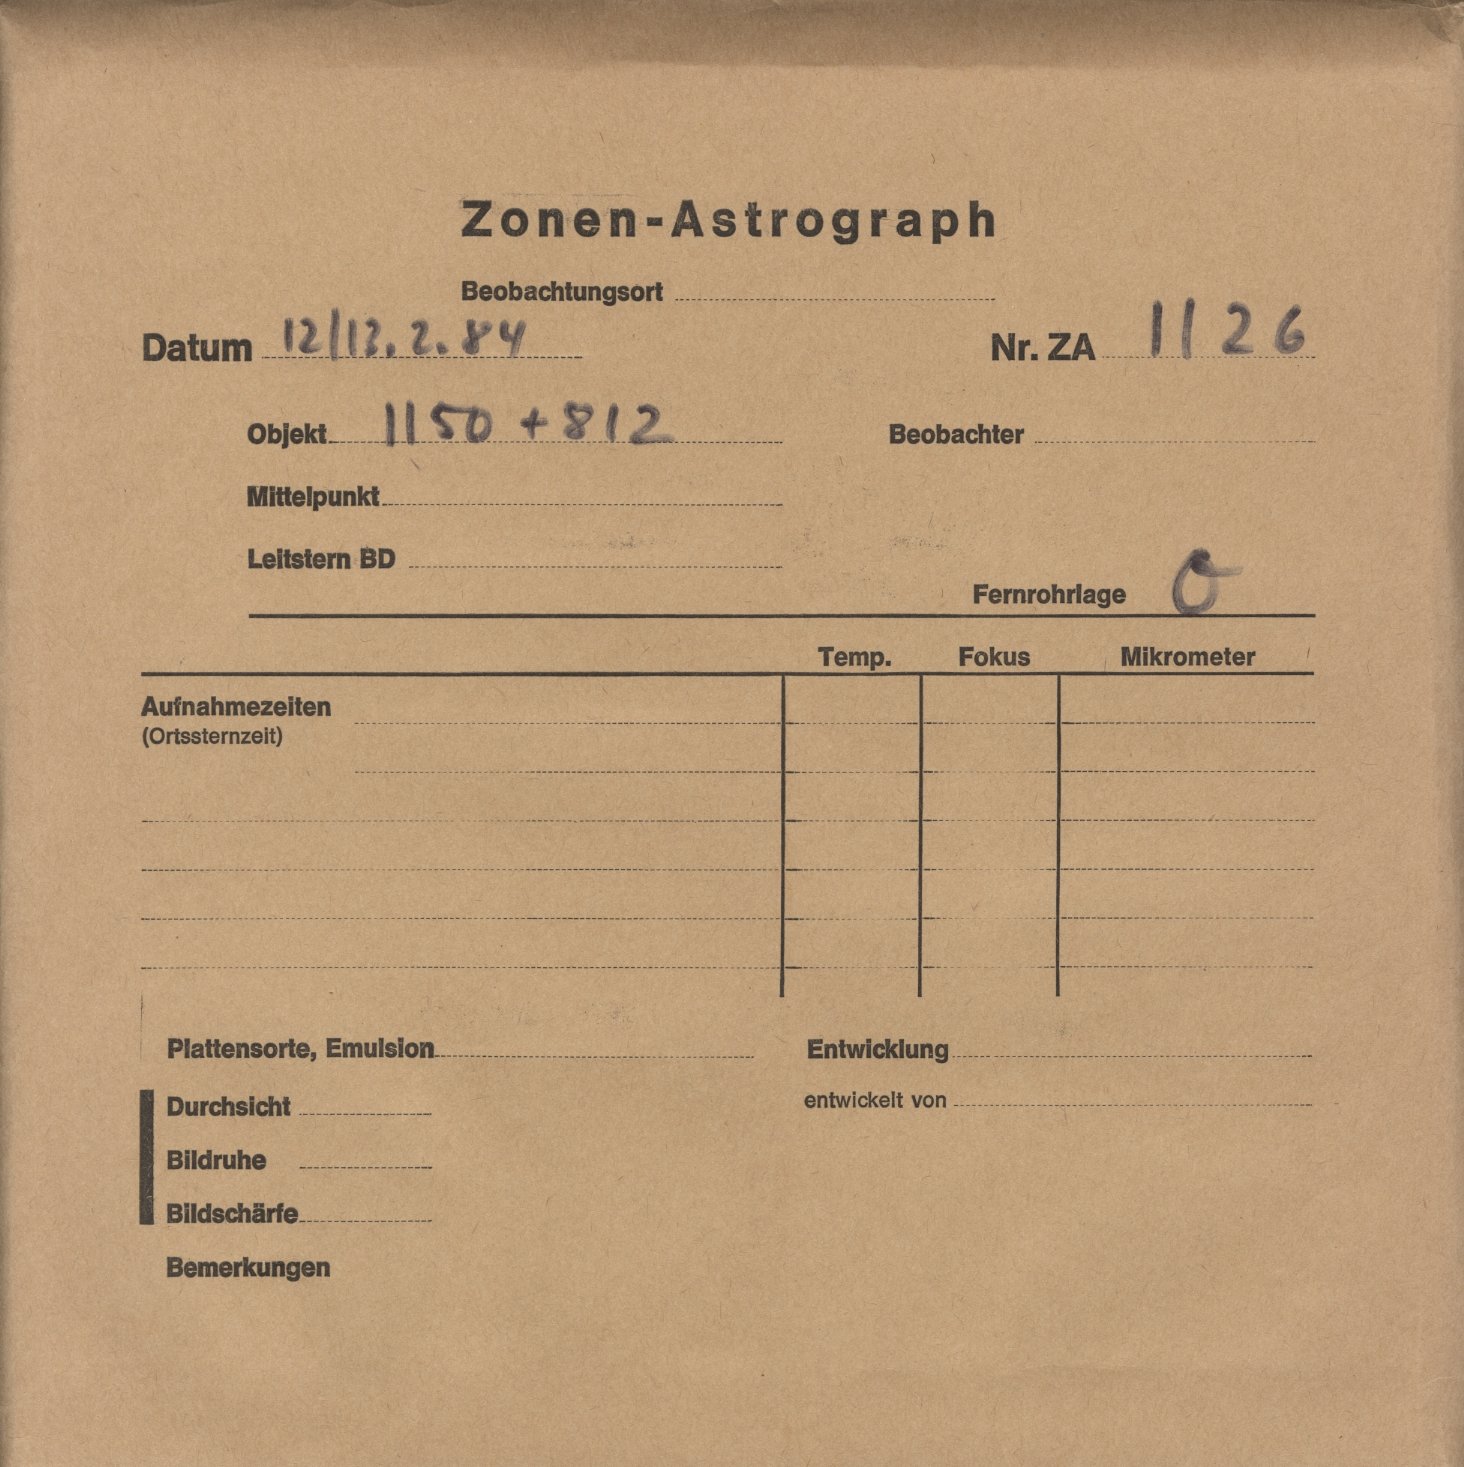 Zonen-Astrograph
Beobachtungsort
Datum 12/13.2.84 Nr. ZA 1126
Objekt 1150 + 812 Beobachter
Mittelpunkt
Leitstern BD
Fernrohrlage O
Temp. Fokus Mikrometer
Aufnahmezeiten
(Ortssternzeit)
Plattensorte, Emulsion Entwicklung
Durchsicht entwickelt von
Bildruhe
Bildschärfe
Bemerkungen